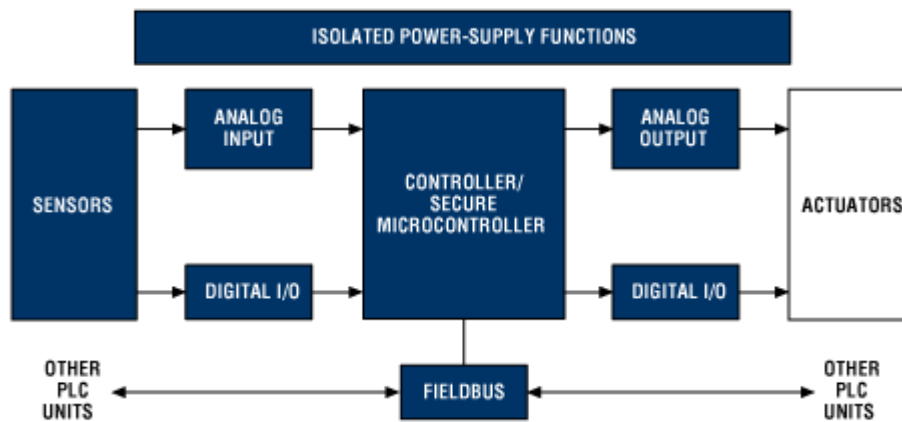 ISOLATED POWER-SUPPLY FUNCTIONS
SENSORS
ANALOG
INPUT
CONTROLLER/
SECURE
MICROCONTROLLER
ANALOG
OUTPUT
ACTUATORS
DIGITAL I/O
DIGITAL I/O
OTHER
PLC
UNITS
FIELDBUS
OTHER
PLC
UNITS